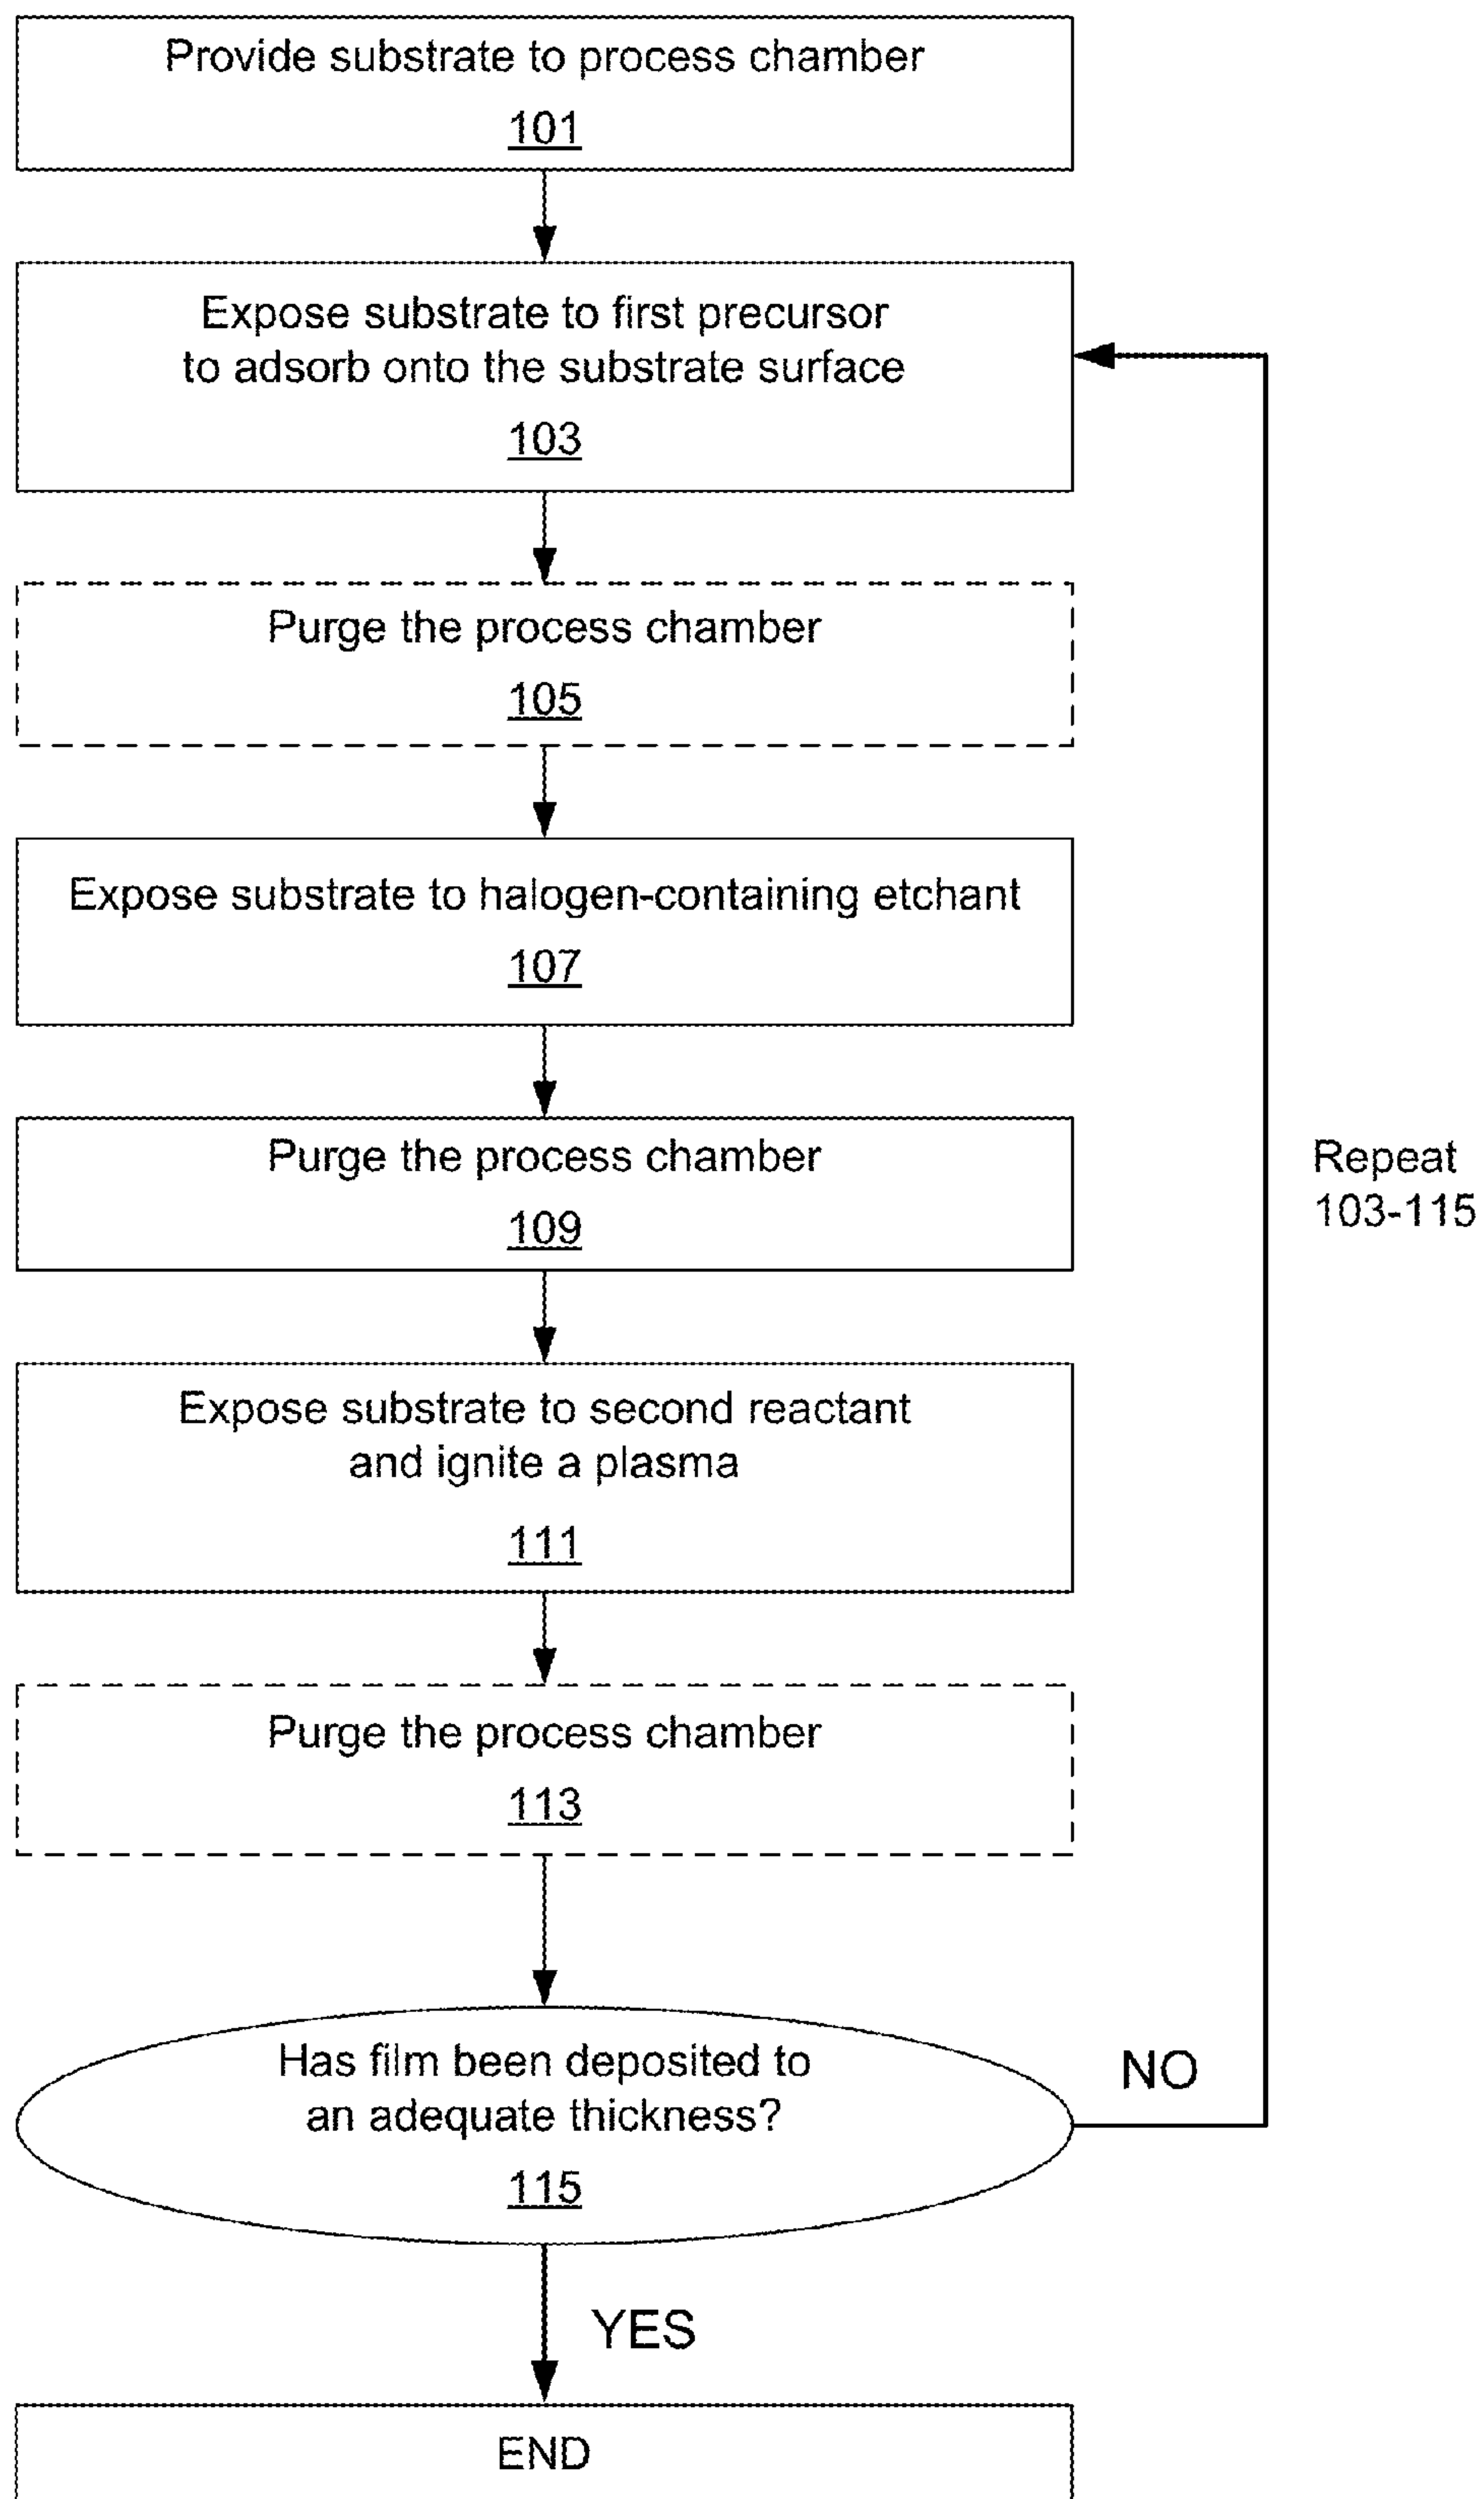 Provide substrate to process chamber
101
Expose substrate to first precursor
to adsorb onto the substrate surface
103
Purge the process chamber
105
Expose substrate to halogen-containing etchant
107
Purge the process chamber
109
Repeat
103-115
Expose substrate to second reactant
and ignite a plasma
111
Purge the process chamber
113
Has film been deposited to
an adequate thickness?
115
NO
YES
END